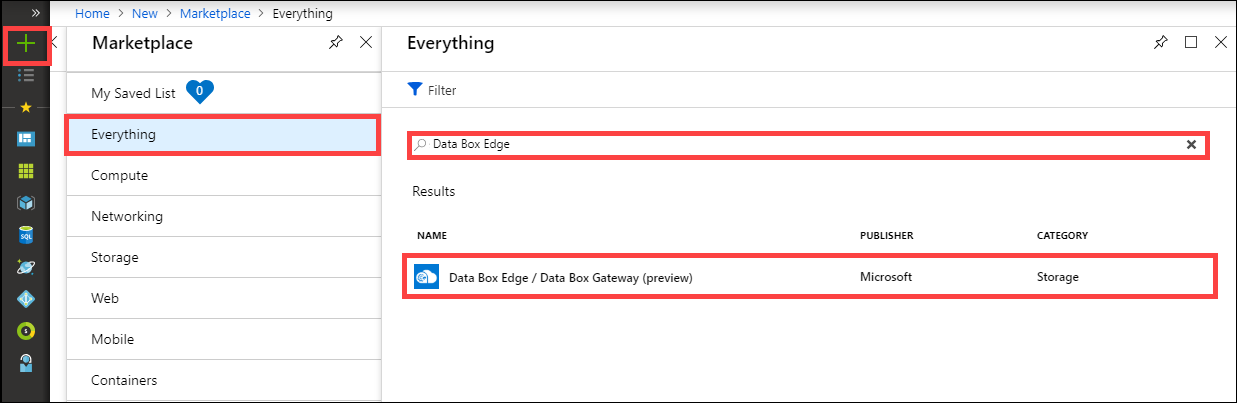 Home > New > Marketplace > Everything
Marketplace
My Saved List 0
Everything
Compute
Networking
Storage
Web
Mobile
Containers
Everything
Filter
Data Box Edge
Results
NAME PUBLISHER CATEGORY
Data Box Edge / Data Box Gateway (preview) Microsoft Storage
SQL